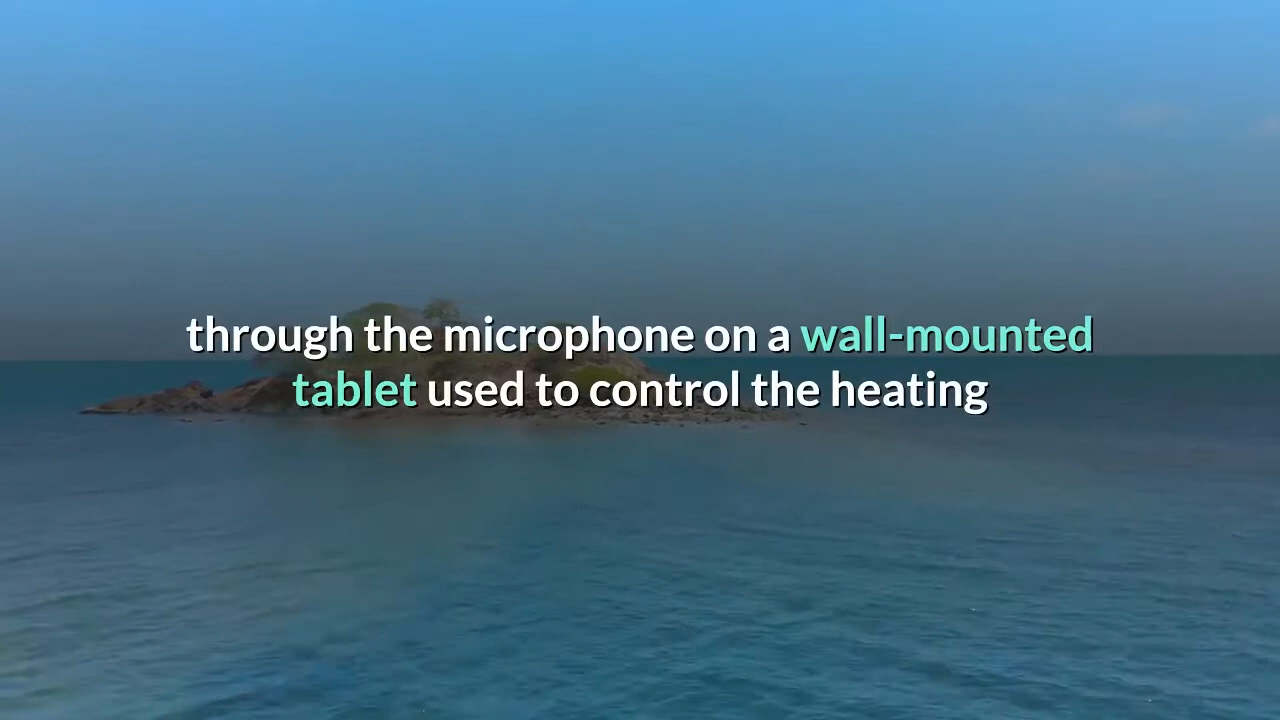 through the microphone on a wall-mounted
tablet used to control the heating